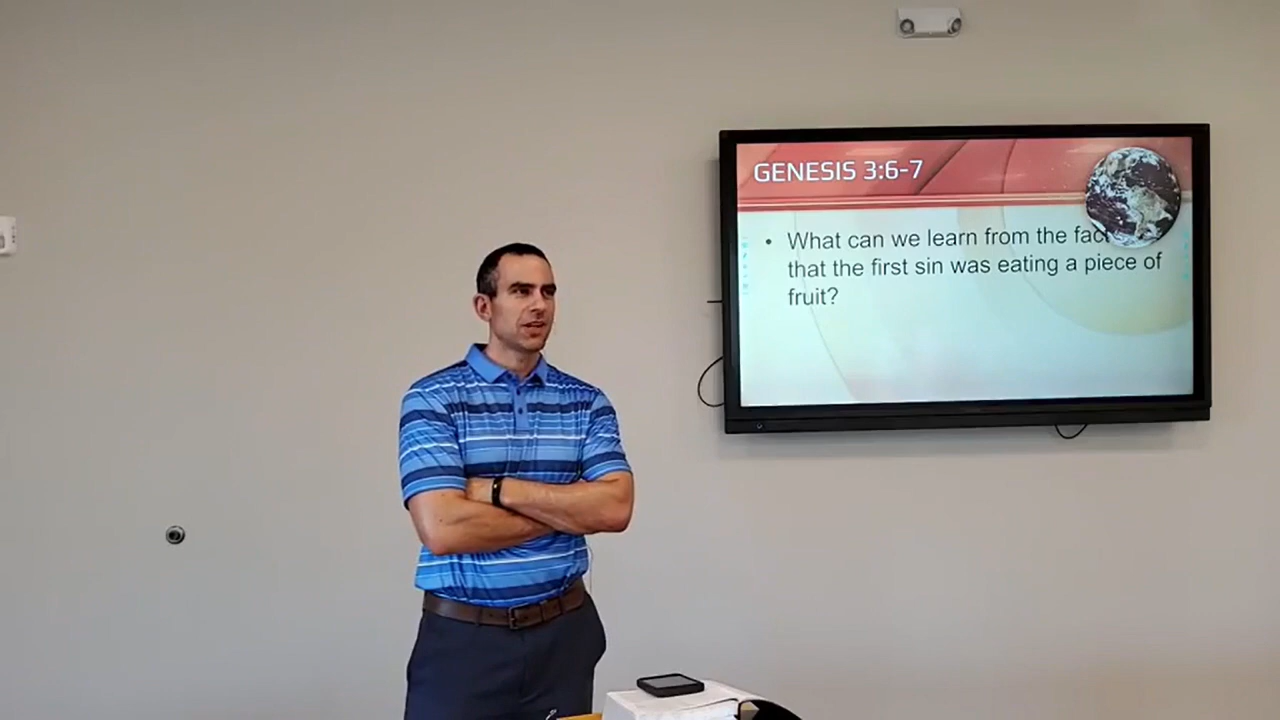 GENESIS 3:6-7
• What can we learn from the fact
that the first sin was eating a piece of
fruit?